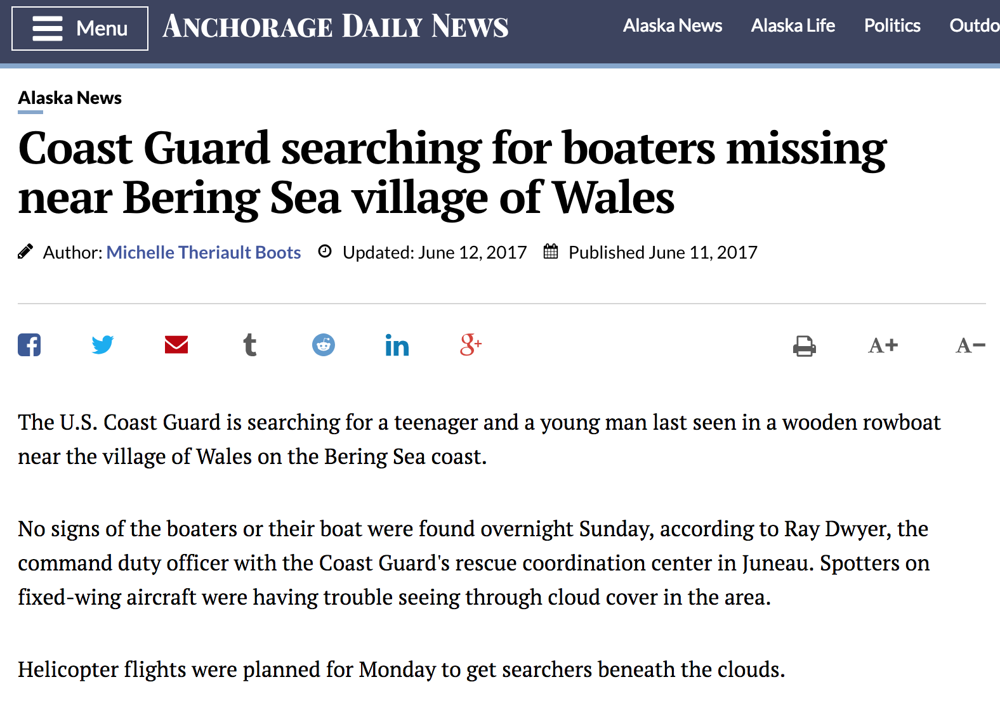 Menu
ANCHORAGE DAILY NEWS
Alaska News
Alaska Life
Politics
Outdo
Alaska News
Coast Guard searching for boaters missing
near Bering Sea village of Wales
Author: Michelle Theriault Boots Updated: June 12, 2017 Published June 11, 2017
A+
A−
The U.S. Coast Guard is searching for a teenager and a young man last seen in a wooden rowboat
near the village of Wales on the Bering Sea coast.
No signs of the boaters or their boat were found overnight Sunday, according to Ray Dwyer, the
command duty officer with the Coast Guard's rescue coordination center in Juneau. Spotters on
fixed-wing aircraft were having trouble seeing through cloud cover in the area.
Helicopter flights were planned for Monday to get searchers beneath the clouds.